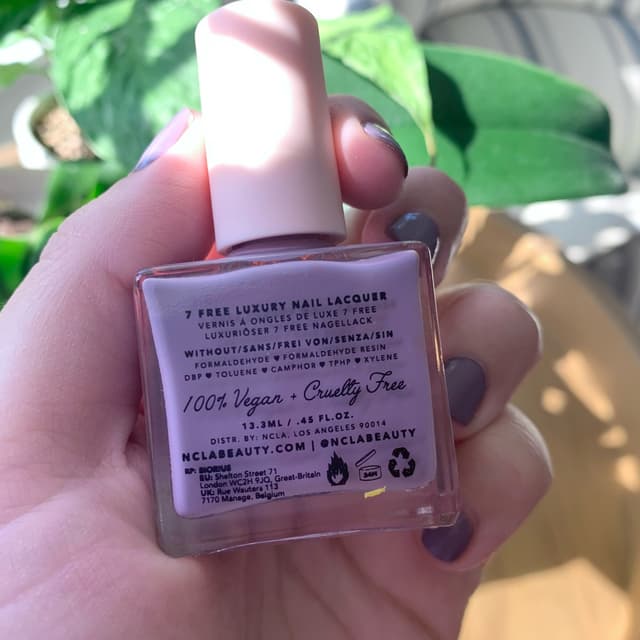 7 FREE LUXURY NAIL LACQUER
VERNIS À ONGLES DE LUXE 7 FREE
LUXURIÖSER 7 FREE NAGELLACK
WITHOUT/SANS/FREI VON/SENZA/SIN
FORMALDEHYDE ♥ FORMALDEHYDE RESIN
DBP ♥ TOLUENE ♥ CAMPHOR ♥ TPHP ♥ XYLENE
100% Vegan + Cruelty Free
13.3ML / .45 FL.OZ.
DISTR. BY: NCLA, LOS ANGELES 90014
NCLABEAUTY.COM | @NCLABEAUTY
RP: BIORIUS
EU: Shelton Street 71
London WC2H 9JQ, Great-Britain
UK: Rue Wautera 113
7170 Manage, Belgium
24M